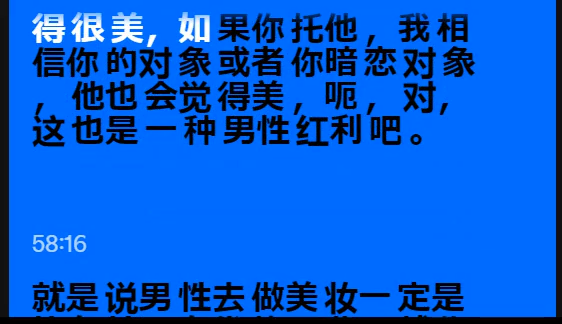 得很美, 如果你托他，我相
信你的对象或者你暗恋对象
，他也会觉得美，呃，对,
这也是一种男性红利吧。
58:16
就是说男性去做美妆一定是